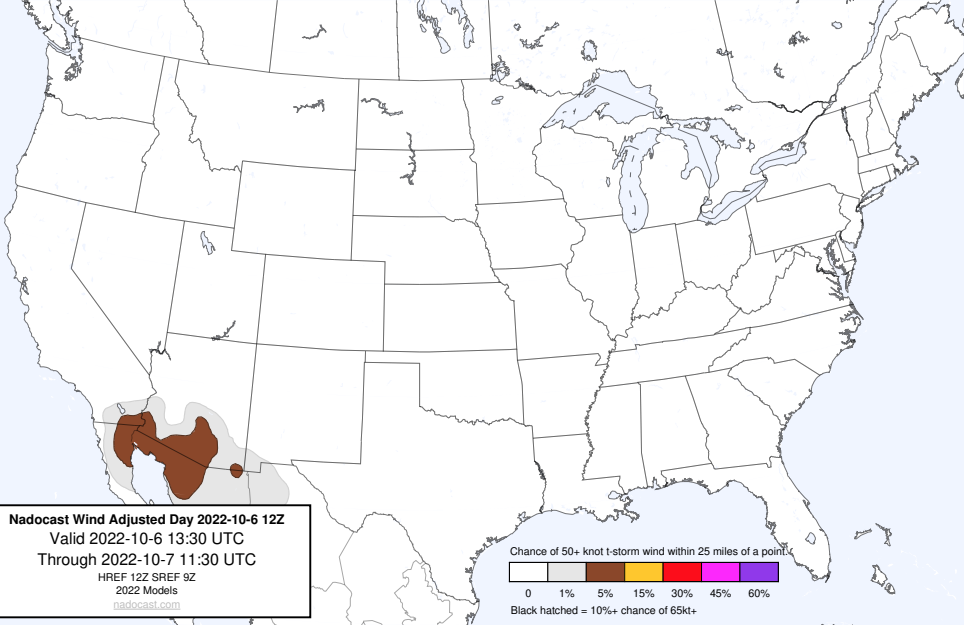 Nadocast Wind Adjusted Day 2022-10-6 12Z
Valid 2022-10-6 13:30 UTC
Through 2022-10-7 11:30 UTC
HREF 12Z SREF 9Z
2022 Models
nadocast.com
Chance of 50+ knot t-storm wind within 25 miles of a point.
0 1% 5% 15% 30% 45% 60%
Black hatched = 10%+ chance of 65kt+